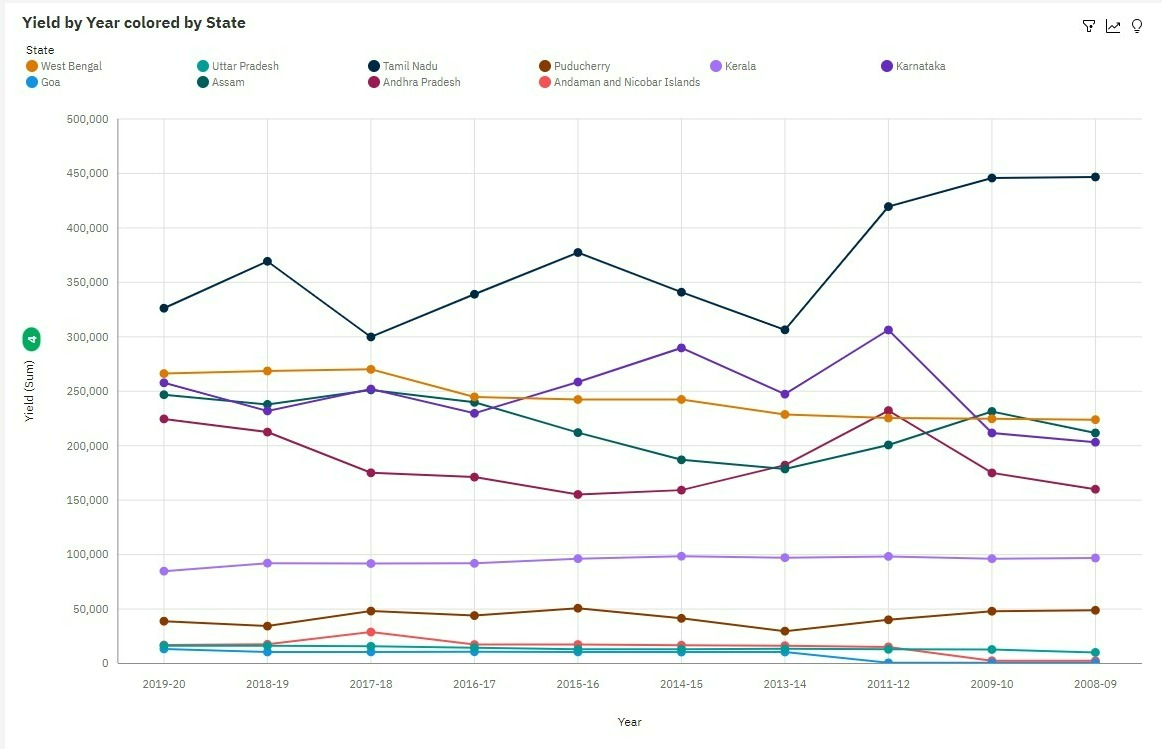 Yield by Year colored by State
State
West Bengal Uttar Pradesh Tamil Nadu Puducherry Kerala Karnataka
Goa Assam Andhra Pradesh Andaman and Nicobar Islands
500,000
450,000
400,000
350,000
300,000
250,000
200,000
150,000
100,000
50,000
0
4
Yield (Sum)
2019-20 2018-19 2017-18 2016-17 2015-16 2014-15 2013-14 2011-12 2009-10 2008-09
Year